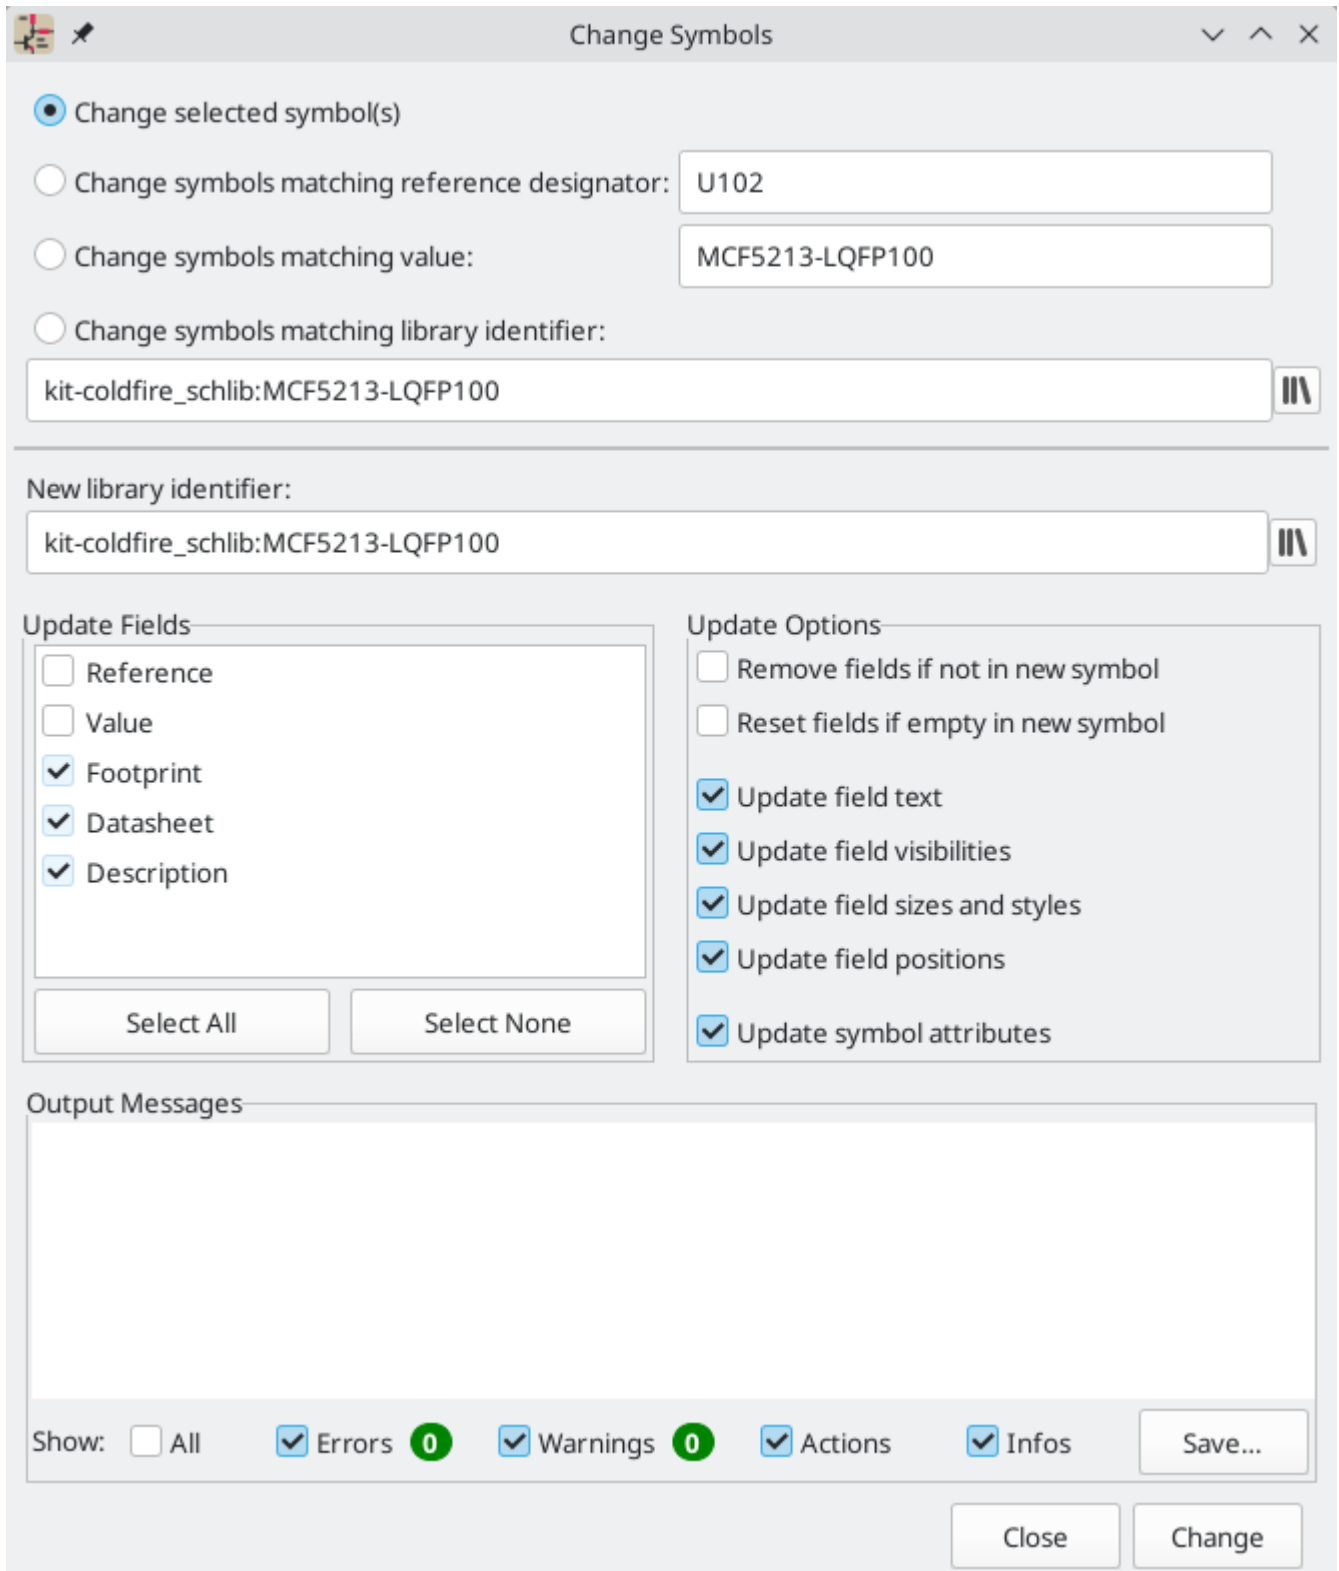 Change Symbols
Change selected symbol(s)
Change symbols matching reference designator: U102
Change symbols matching value: MCF5213-LQFP100
Change symbols matching library identifier:
kit-coldfire_schlib:MCF5213-LQFP100
New library identifier:
kit-coldfire_schlib:MCF5213-LQFP100
Update Fields
Reference
Value
Footprint
Datasheet
Description
Select All Select None
Update Options
Remove fields if not in new symbol
Reset fields if empty in new symbol
Update field text
Update field visibilities
Update field sizes and styles
Update field positions
Update symbol attributes
Output Messages
Show: All Errors 0 Warnings 0 Actions Infos Save...
Close Change